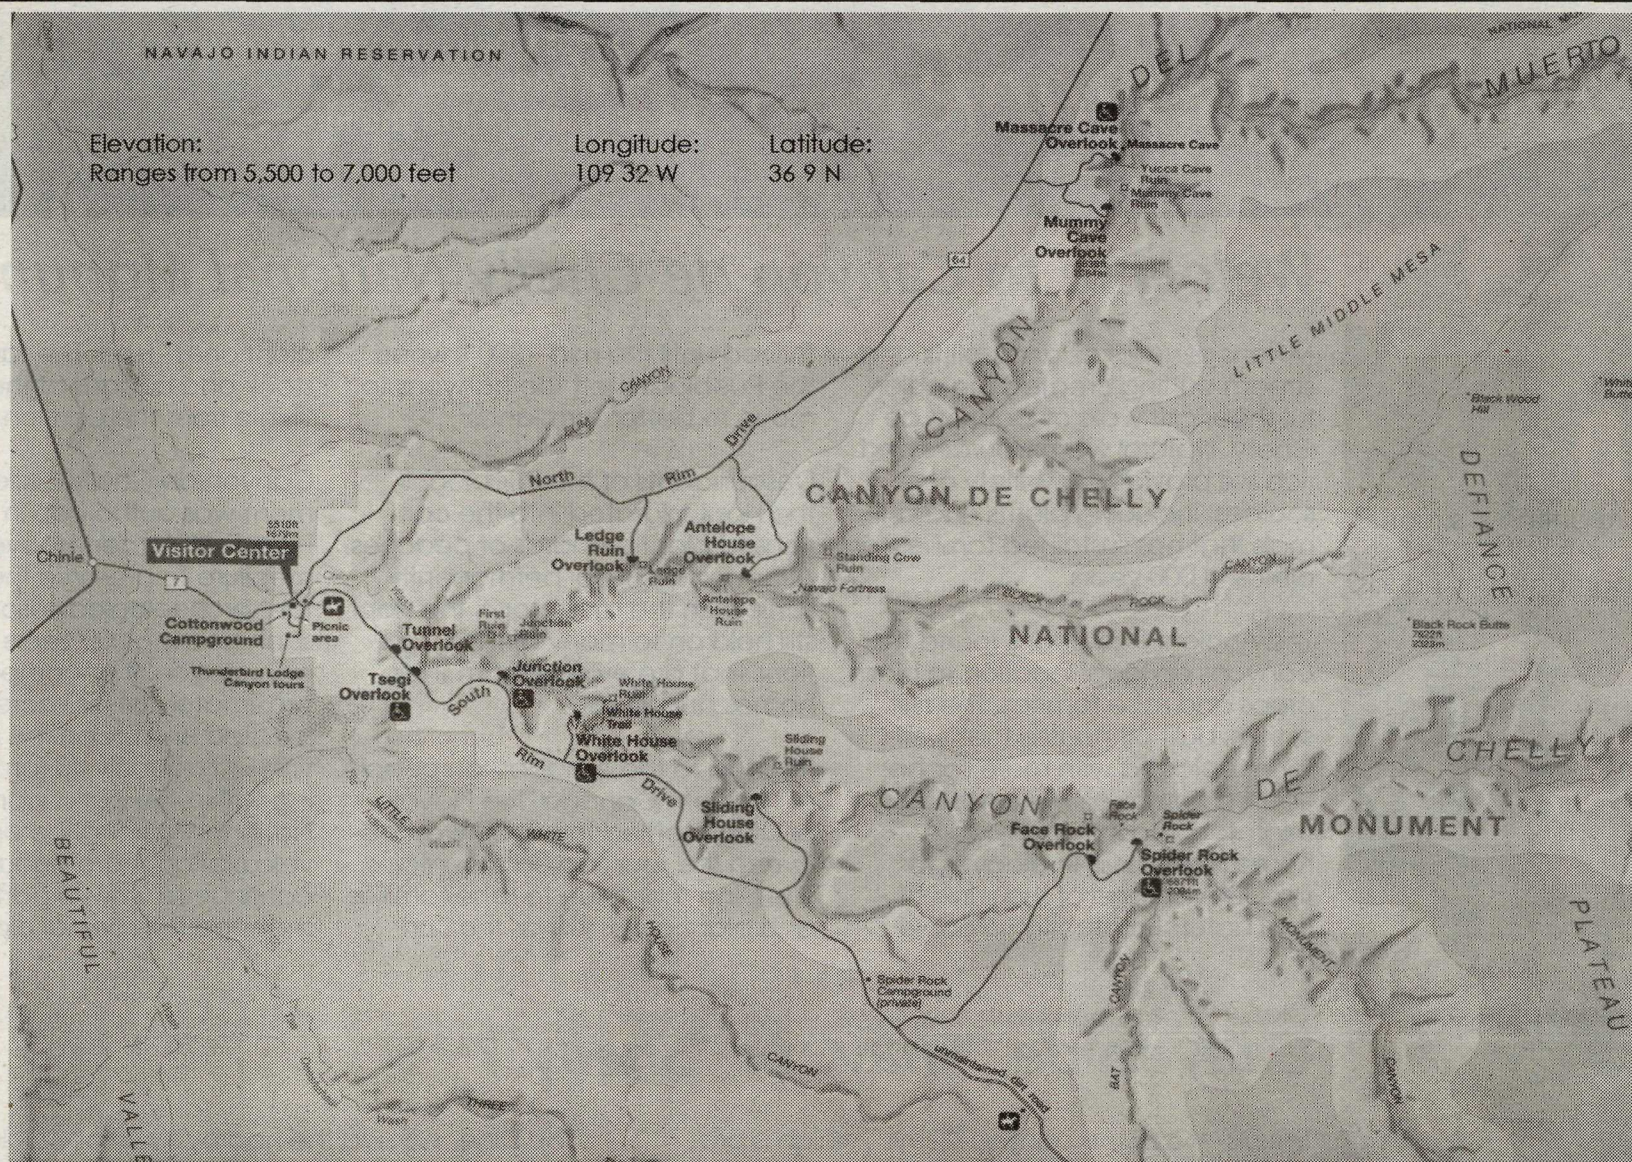 NAVAJO INDIAN RESERVATION
Elevation:
Ranges from 5,500 to 7,000 feet
Longitude:
109 32 W
Latitude:
36 9 N
DEL
MUERTO
Massacre Cave
Overlook
Massacre Cave
Yucca Cave
Ruin
Mummy Cave
Ruin
Mummy
Cave
Overlook
64
LITTLE MIDDLE MESA
CANYON
CANYON
Black Wood
Hill
White
Butte
DEFIANCE
North
Rim
Drive
CANYON DE CHELLY
5510ft
Visitor Center
Chinle
7
Ledge
Ruin
Overlook
Ledge
Ruin
Antelope
House
Overlook
Antelope
House
Ruin
Standing Cow
Ruin
Navajo Fortress
BLACK
ROCK
CANYON
NATIONAL
Black Rock Butte
7622ft
2323m
Cottonwood
Campground
Picnic
area
Thunderbird Lodge
Canyon tours
Tunnel
Overlook
First
Ruin
Junction
Ruin
Tsegi
Overlook
South
Junction
Overlook
White House
Ruin
White House
Trail
White House
Overlook
Rim
Drive
Sliding
House
Ruin
Sliding
House
Overlook
CANYON
DE
CHELLY
Face
Rock
Spider
Rock
Face Rock
Overlook
Spider Rock
Overlook
MONUMENT
LITTLE
WHITE
Wash
HOUSE
CANYON
BEAUTIFUL
PLATEAU
MONUMENT
CANYON
CANYON
BAT
Spider Rock
Campground
(private)
unmaintained dirt road
THREE
Wash
VALLE